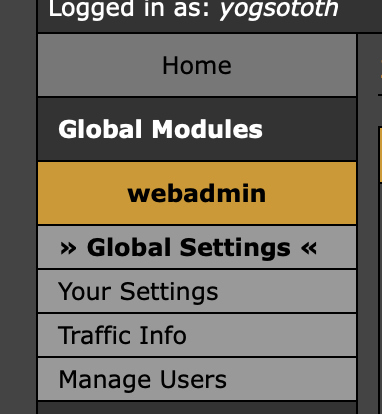 Logged in as: yogsototh
Home
Global Modules
webadmin
» Global Settings «
Your Settings
Traffic Info
Manage Users